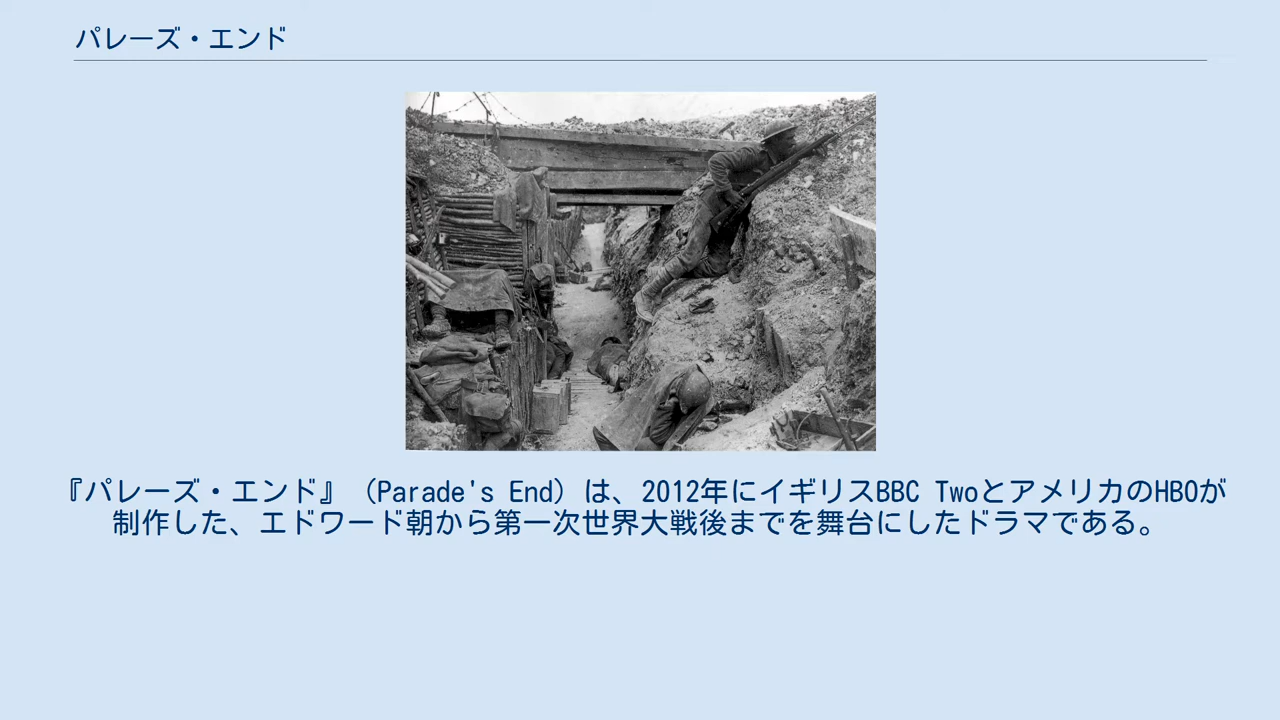 パレーズ・エンド
『パレーズ・エンド』（Parade's End）は、2012年にイギリスBBC TwoとアメリカのHBOが
制作した、エドワード朝から第一次世界大戦後までを舞台にしたドラマである。